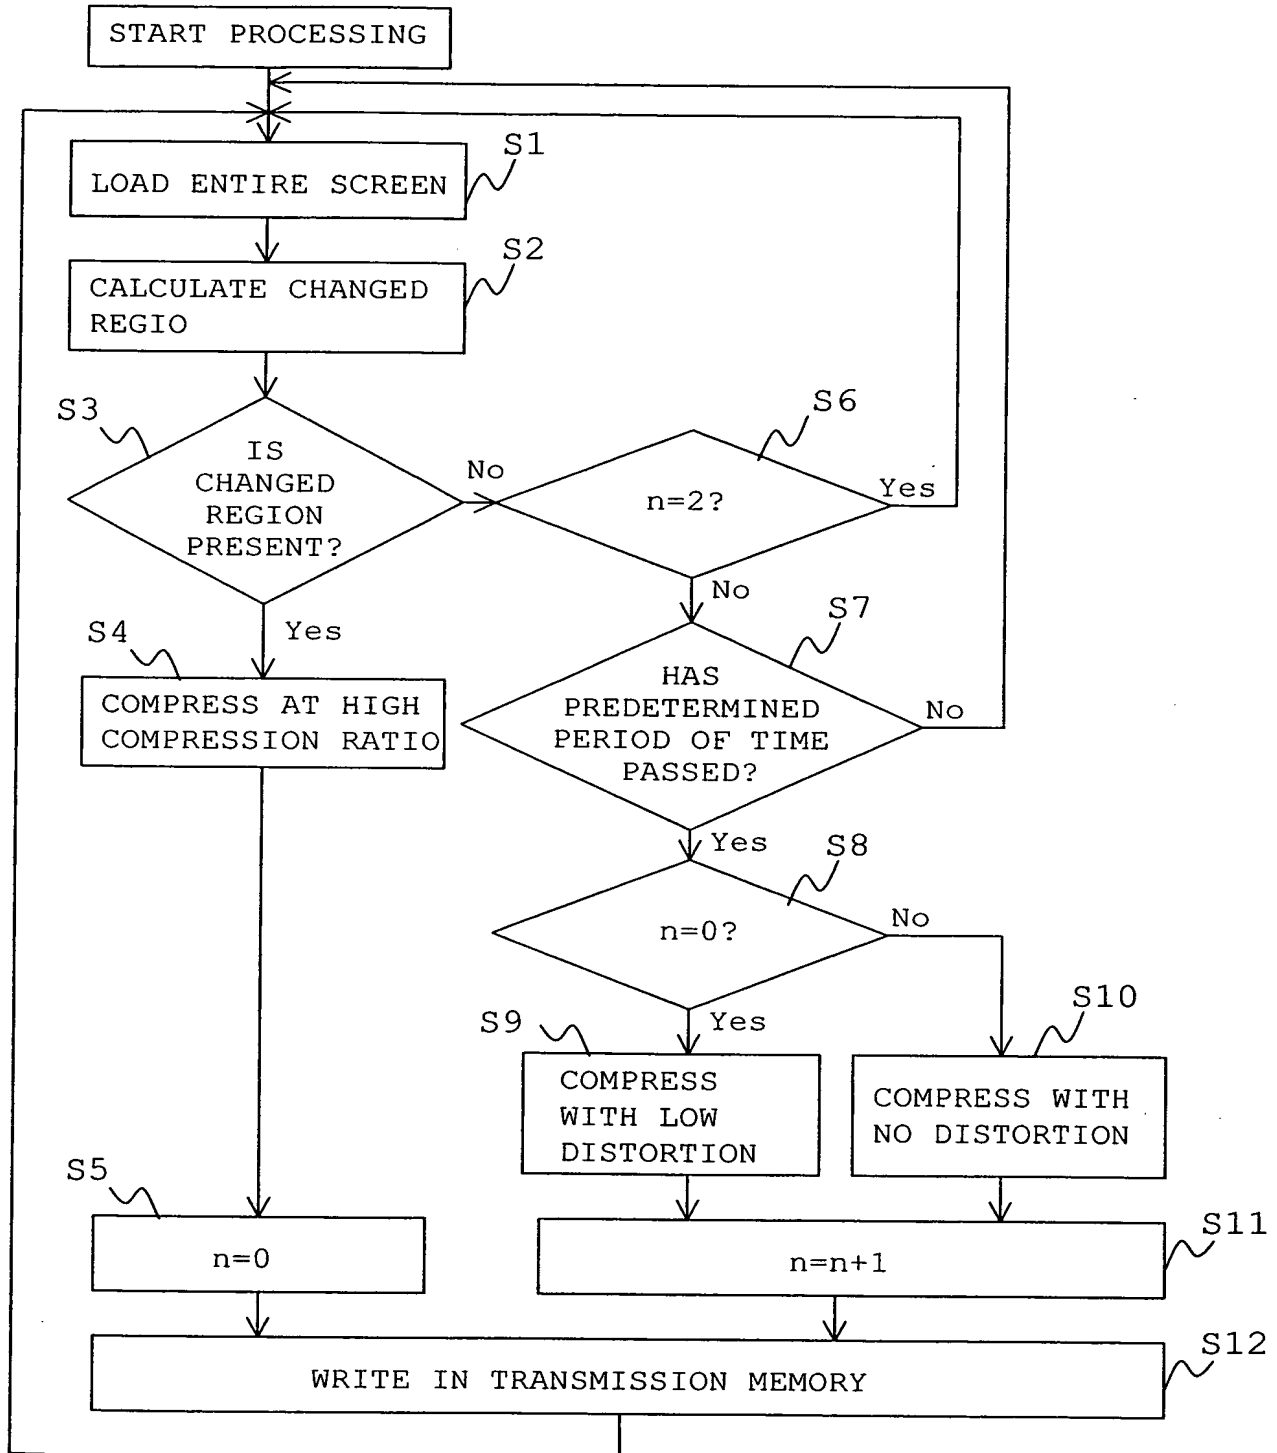 START PROCESSING
S1
LOAD ENTIRE SCREEN
S2
CALCULATE CHANGED
REGIO
S3
IS
CHANGED
REGION
PRESENT?
No
S6
n=2?
Yes
No
S4
Yes
COMPRESS AT HIGH
COMPRESSION RATIO
S7
HAS
PREDETERMINED
PERIOD OF TIME
PASSED?
No
Yes
S8
n=0?
No
S9
Yes
COMPRESS
WITH LOW
DISTORTION
S10
COMPRESS WITH
NO DISTORTION
S5
n=0
S11
n=n+1
S12
WRITE IN TRANSMISSION MEMORY